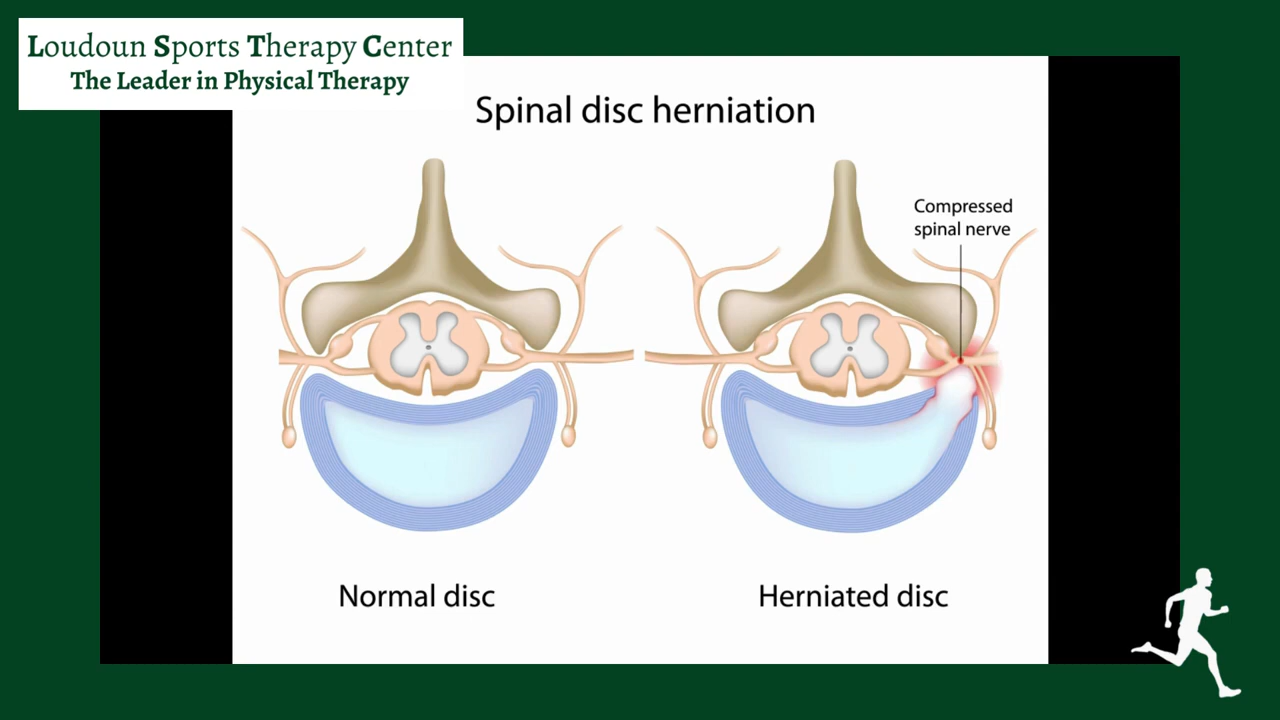 Loudoun Sports Therapy Center
The Leader in Physical Therapy
Spinal disc herniation
Compressed
spinal nerve
Normal disc
Herniated disc